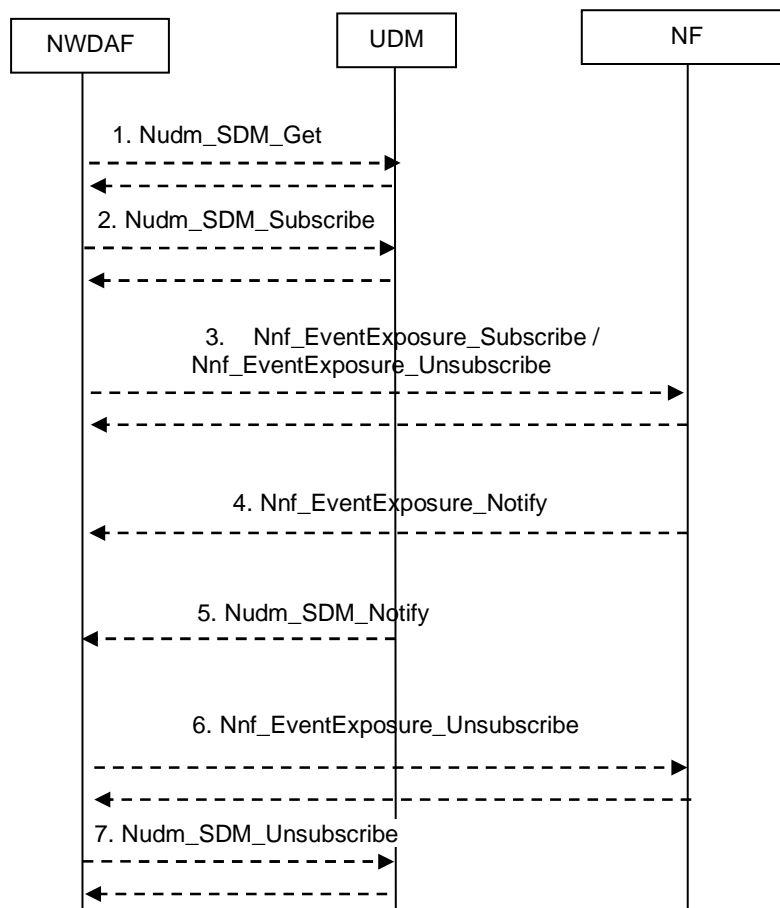 NWDAF
UDM
NF
1. Nudm_SDM_Get
2. Nudm_SDM_Subscribe
3. Nnf_EventExposure_Subscribe /
Nnf_EventExposure_Unsubscribe
4. Nnf_EventExposure_Notify
5. Nudm_SDM_Notify
6. Nnf_EventExposure_Unsubscribe
7. Nudm_SDM_Unsubscribe